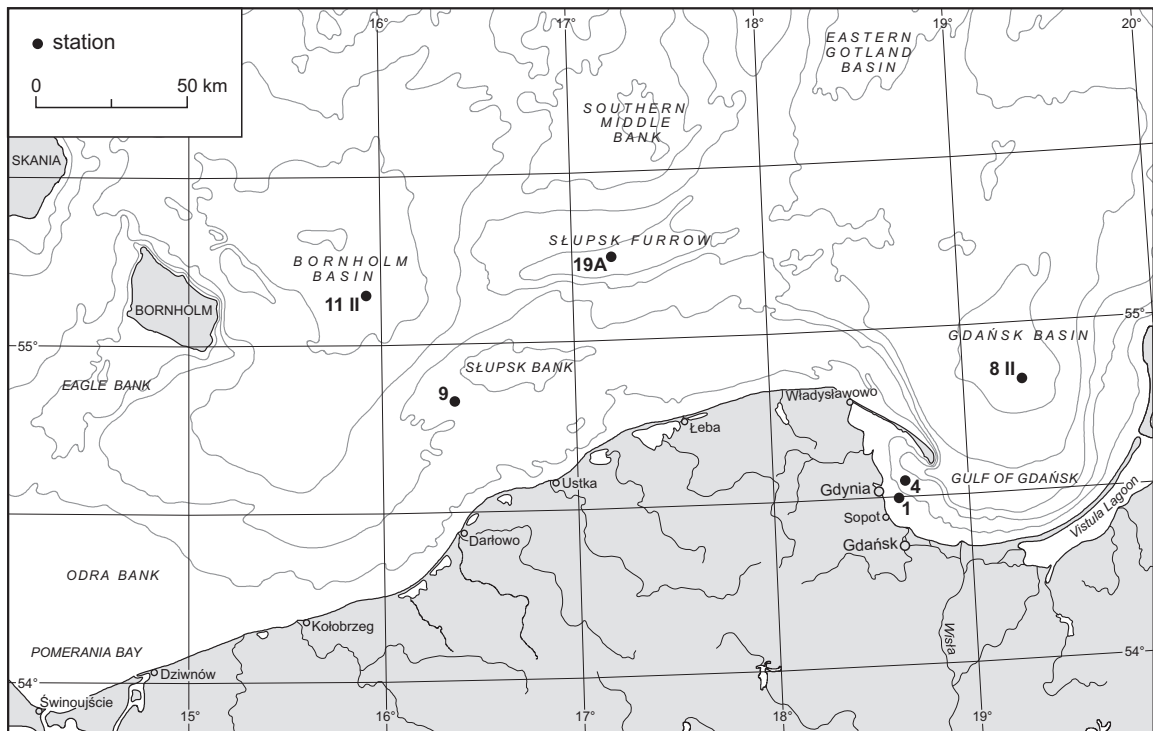 16°
17°
18°
19°
20°
station
0
50 km
EASTERN
GOTLAND
BASIN
SOUTHERN
MIDDLE
BANK
SKANIA
SŁUPSK FURROW
19A
BORNHOLM
BASIN
11 II
BORNHOLM
55°
55°
GDAŃSK BASIN
8 II
EAGLE BANK
SŁUPSK BANK
9
Władysławowo
Łeba
GULF OF GDAŃSK
4
1
Gdynia
Sopot
Gdańsk
Vistula Lagoon
Ustka
Darłowo
ODRA BANK
Kołobrzeg
POMERANIA BAY
Wisła
54°
54°
Dziwnów
Świnoujście
15°
16°
17°
18°
19°